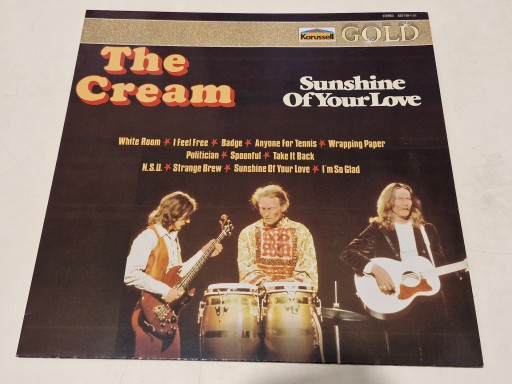 Karussell
GOLD
STEREO
The
Cream
Sunshine
Of Your Love
White Room ★ I Feel Free ★ Badge ★ Anyone For Tennis ★ Wrapping Paper
Politician ★ Spoonful ★ Take It Back
N.S.U. ★ Strange Brew ★ Sunshine Of Your Love ★ I'm So Glad